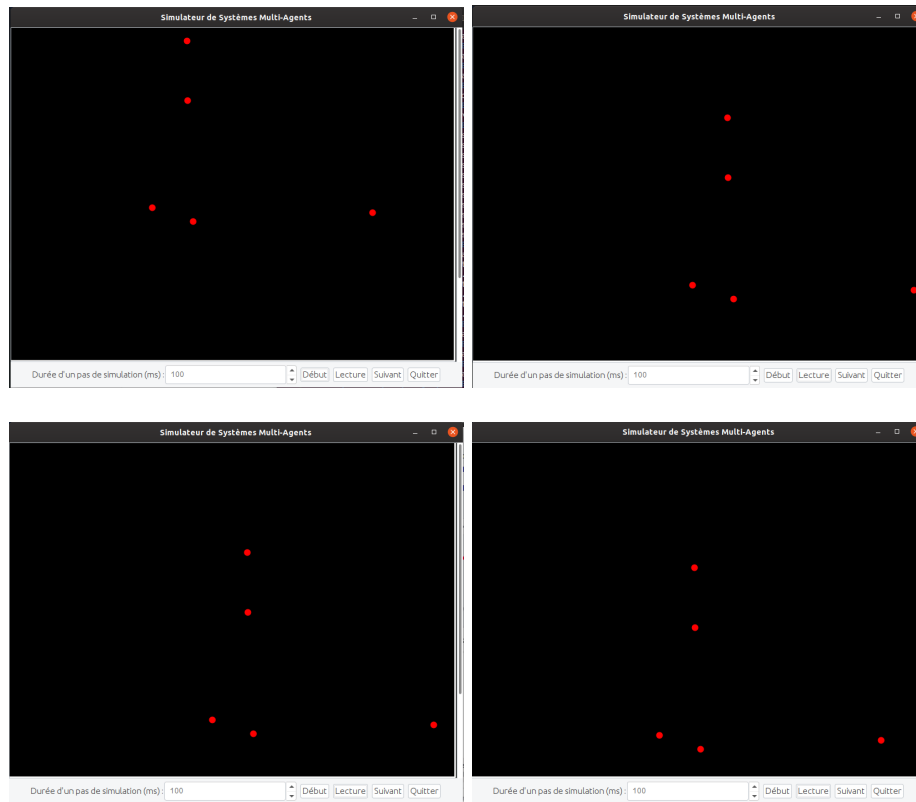 Simulateur de Systèmes Multi-Agents
Durée d'un pas de simulation (ms) : 100 Début Lecture Suivant Quitter
Simulateur de Systèmes Multi-Agents
Durée d'un pas de simulation (ms) : 100 Début Lecture Suivant Quitter
Simulateur de Systèmes Multi-Agents
Durée d'un pas de simulation (ms) : 100 Début Lecture Suivant Quitter
Simulateur de Systèmes Multi-Agents
Durée d'un pas de simulation (ms) : 100 Début Lecture Suivant Quitter